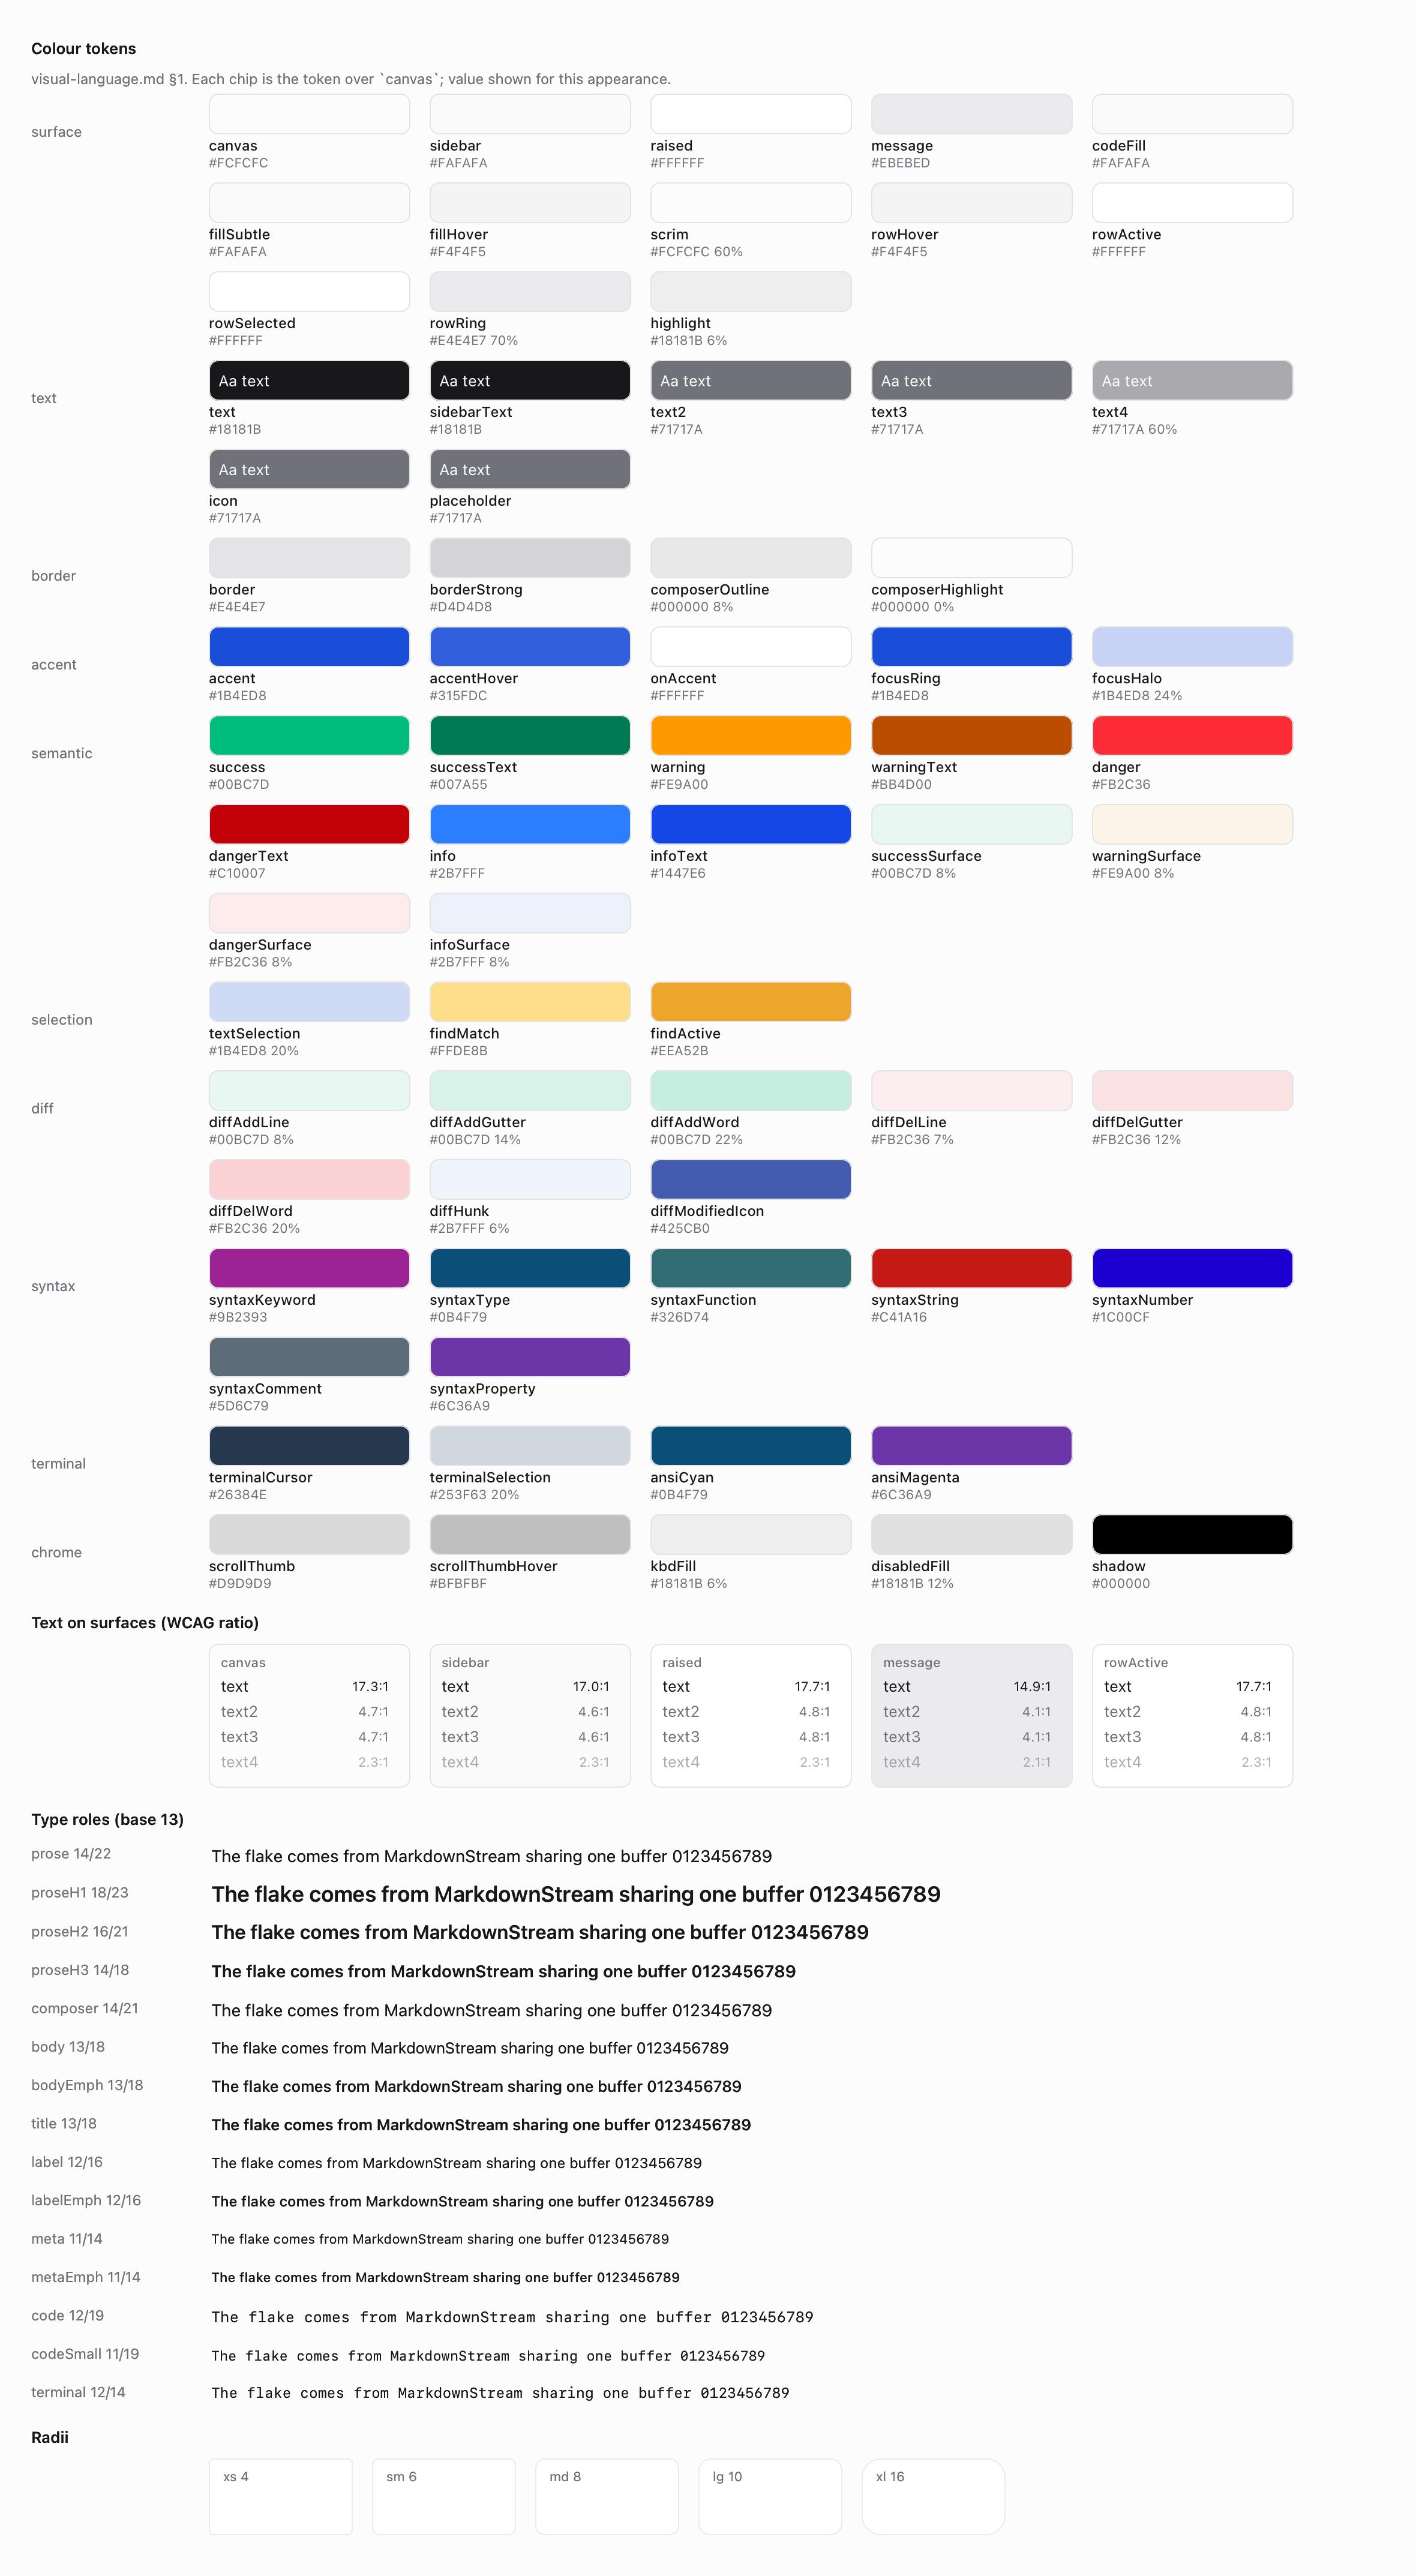 Colour tokens
visual-language.md §1. Each chip is the token over `canvas`; value shown for this appearance.
surface
canvas sidebar raised message codeFill
#FCFCFC #FAFAFA #FFFFFF #EBEBED #FAFAFA
fillSubtle fillHover scrim rowHover rowActive
#FAFAFA #F4F4F5 #FCFCFC 60% #F4F4F5 #FFFFFF
rowSelected rowRing highlight
#FFFFFF #E4E4E7 70% #18181B 6%
text
Aa text Aa text Aa text Aa text Aa text
text sidebarText text2 text3 text4
#18181B #18181B #71717A #71717A #71717A 60%
Aa text Aa text
icon placeholder
#71717A #71717A
border
border borderStrong composerOutline composerHighlight
#E4E4E7 #D4D4D8 #000000 8% #000000 0%
accent
accent accentHover onAccent focusRing focusHalo
#1B4ED8 #315FDC #FFFFFF #1B4ED8 #1B4ED8 24%
semantic
success successText warning warningText danger
#00BC7D #007A55 #FE9A00 #BB4D00 #FB2C36
dangerText info infoText successSurface warningSurface
#C10007 #2B7FFF #1447E6 #00BC7D 8% #FE9A00 8%
dangerSurface infoSurface
#FB2C36 8% #2B7FFF 8%
selection
textSelection findMatch findActive
#1B4ED8 20% #FFDE8B #EEA52B
diff
diffAddLine diffAddGutter diffAddWord diffDelLine diffDelGutter
#00BC7D 8% #00BC7D 14% #00BC7D 22% #FB2C36 7% #FB2C36 12%
diffDelWord diffHunk diffModifiedIcon
#FB2C36 20% #2B7FFF 6% #425CB0
syntax
syntaxKeyword syntaxType syntaxFunction syntaxString syntaxNumber
#9B2393 #0B4F79 #326D74 #C41A16 #1C00CF
syntaxComment syntaxProperty
#5D6C79 #6C36A9
terminal
terminalCursor terminalSelection ansiCyan ansiMagenta
#26384E #253F63 20% #0B4F79 #6C36A9
chrome
scrollThumb scrollThumbHover kbdFill disabledFill shadow
#D9D9D9 #BFBFBF #18181B 6% #18181B 12% #000000
Text on surfaces (WCAG ratio)
canvas sidebar raised message rowActive
text 17.3:1 text 17.0:1 text 17.7:1 text 14.9:1 text 17.7:1
text2 4.7:1 text2 4.6:1 text2 4.8:1 text2 4.1:1 text2 4.8:1
text3 4.7:1 text3 4.6:1 text3 4.8:1 text3 4.1:1 text3 4.8:1
text4 2.3:1 text4 2.3:1 text4 2.3:1 text4 2.1:1 text4 2.3:1
Type roles (base 13)
prose 14/22 The flake comes from MarkdownStream sharing one buffer 0123456789
proseH1 18/23 The flake comes from MarkdownStream sharing one buffer 0123456789
proseH2 16/21 The flake comes from MarkdownStream sharing one buffer 0123456789
proseH3 14/18 The flake comes from MarkdownStream sharing one buffer 0123456789
composer 14/21 The flake comes from MarkdownStream sharing one buffer 0123456789
body 13/18 The flake comes from MarkdownStream sharing one buffer 0123456789
bodyEmph 13/18 The flake comes from MarkdownStream sharing one buffer 0123456789
title 13/18 The flake comes from MarkdownStream sharing one buffer 0123456789
label 12/16 The flake comes from MarkdownStream sharing one buffer 0123456789
labelEmph 12/16 The flake comes from MarkdownStream sharing one buffer 0123456789
meta 11/14 The flake comes from MarkdownStream sharing one buffer 0123456789
metaEmph 11/14 The flake comes from MarkdownStream sharing one buffer 0123456789
code 12/19 The flake comes from MarkdownStream sharing one buffer 0123456789
codeSmall 11/19 The flake comes from MarkdownStream sharing one buffer 0123456789
terminal 12/14 The flake comes from MarkdownStream sharing one buffer 0123456789
Radii
xs 4 sm 6 md 8 lg 10 xl 16